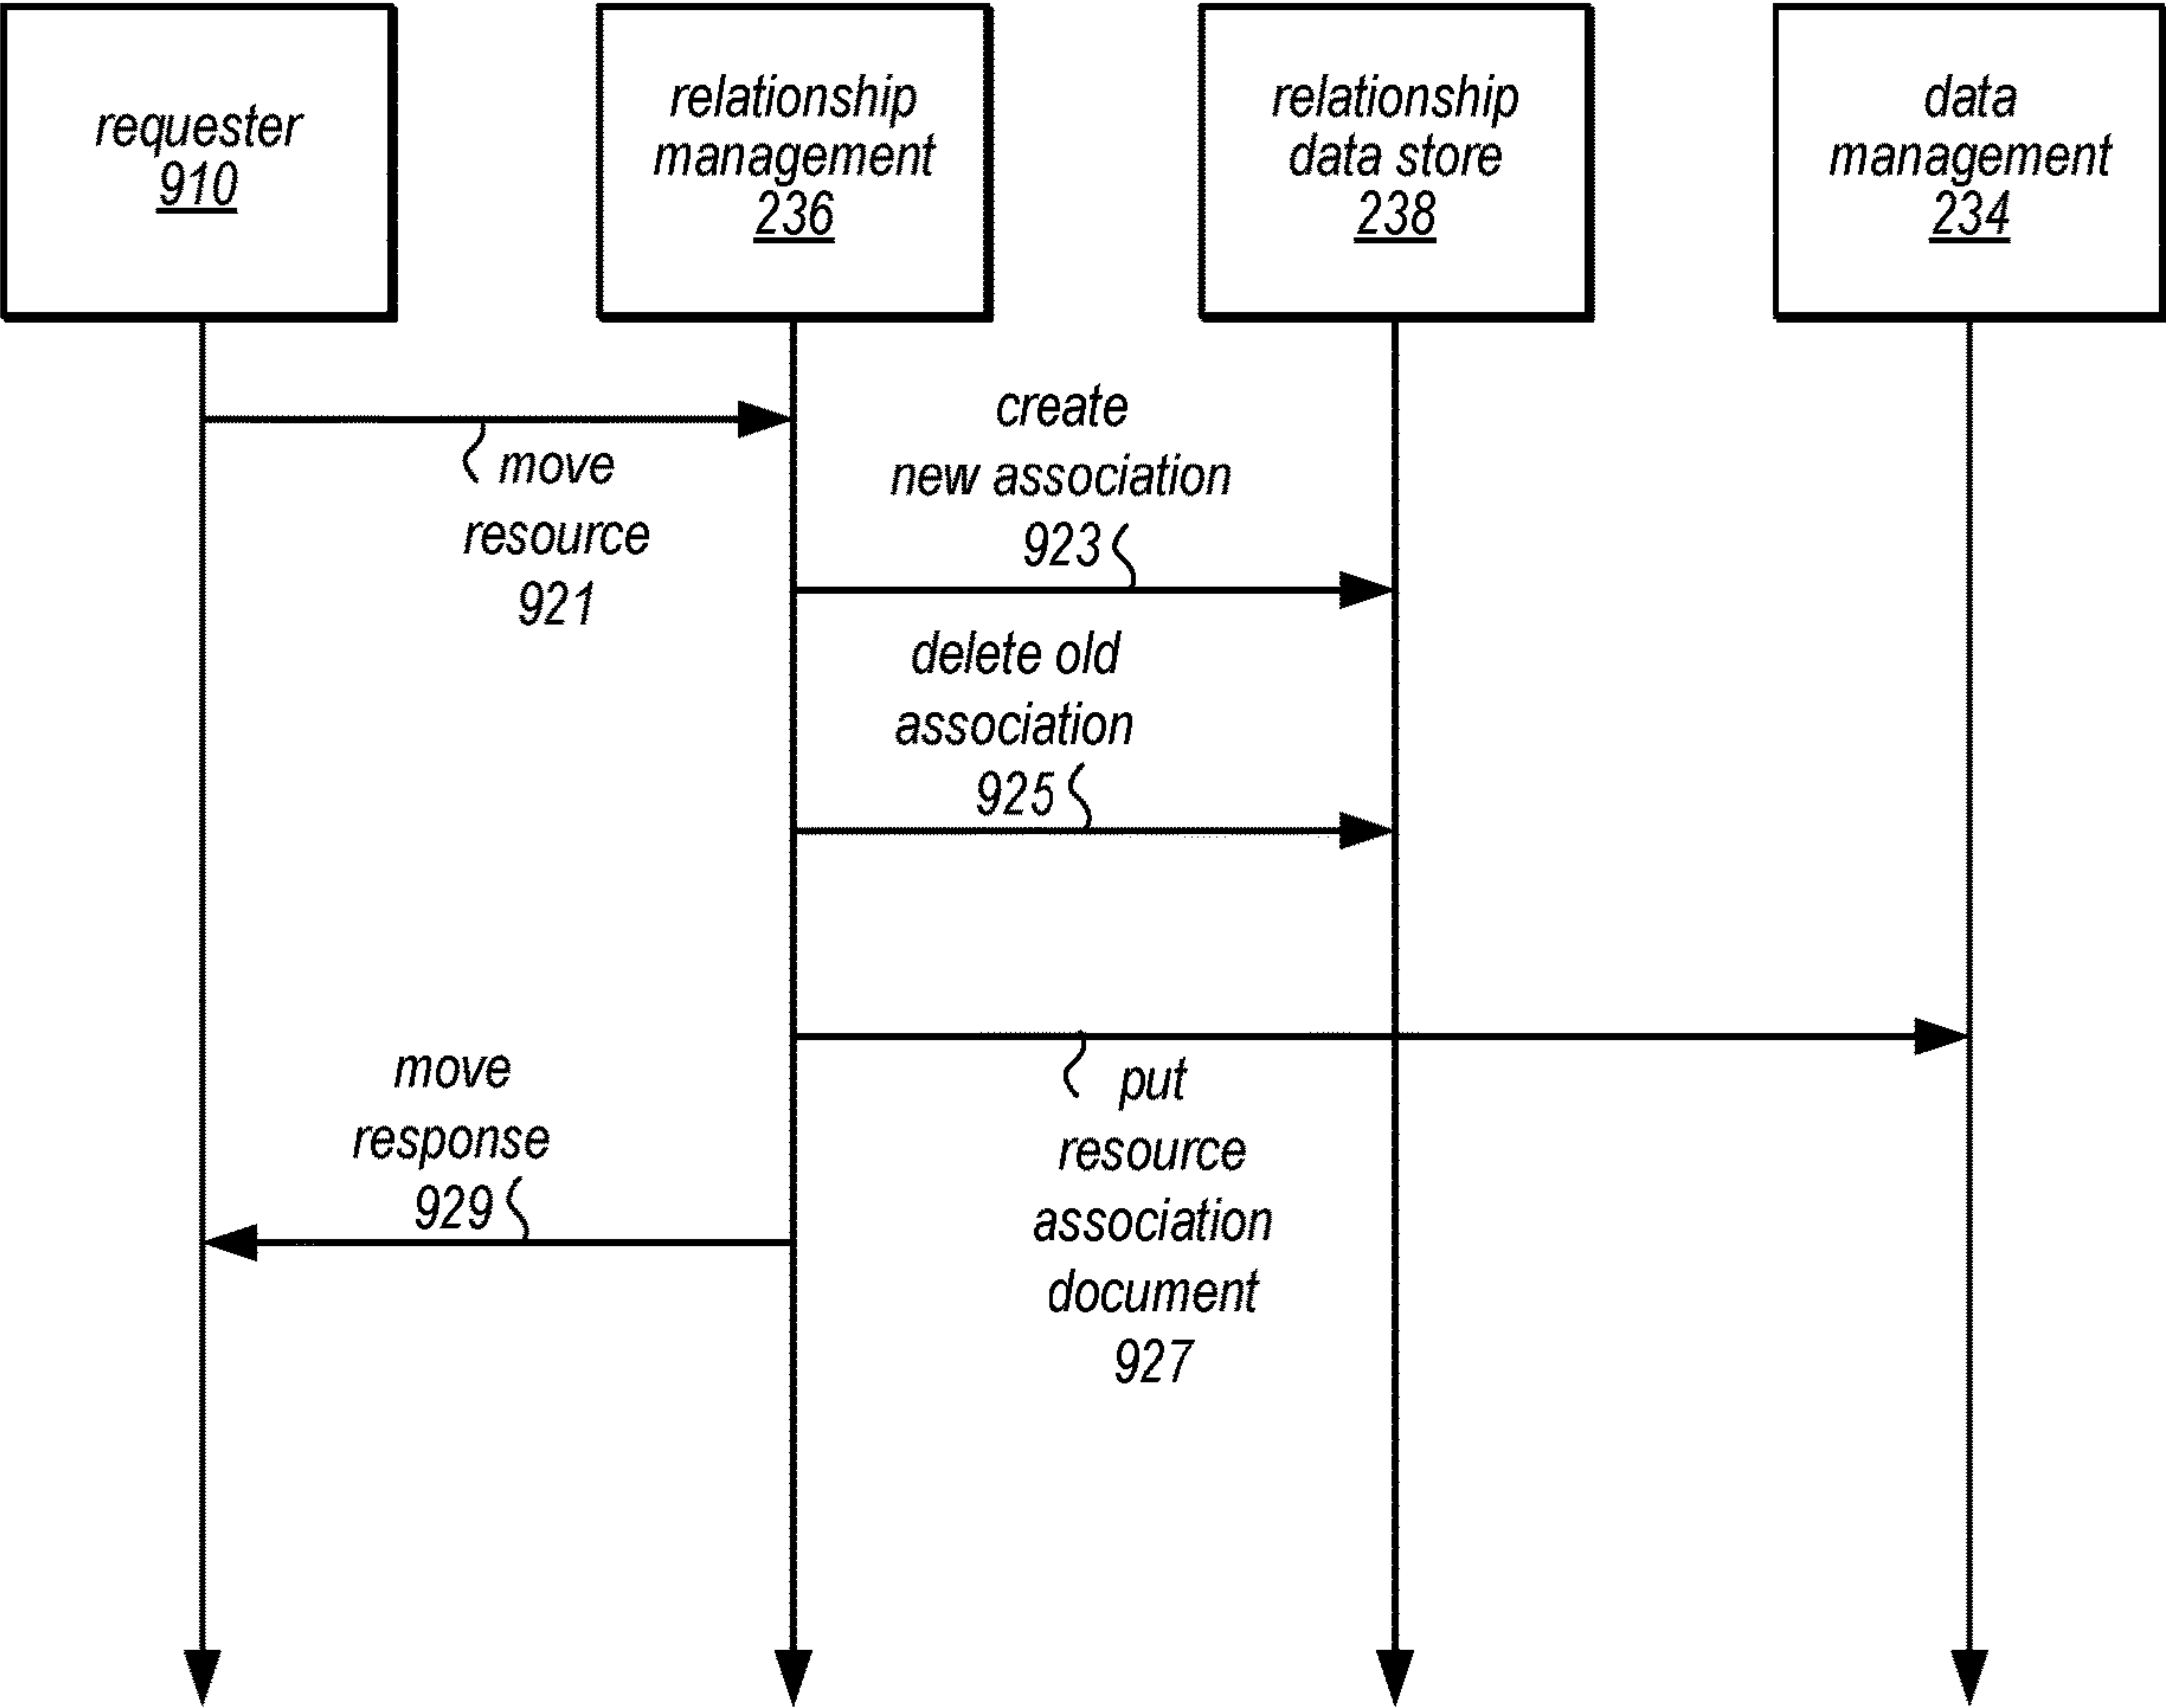 requester
910
relationship
management
236
relationship
data store
238
data
management
234
move
resource
921
create
new association
923
delete old
association
925
put
resource
association
document
927
move
response
929